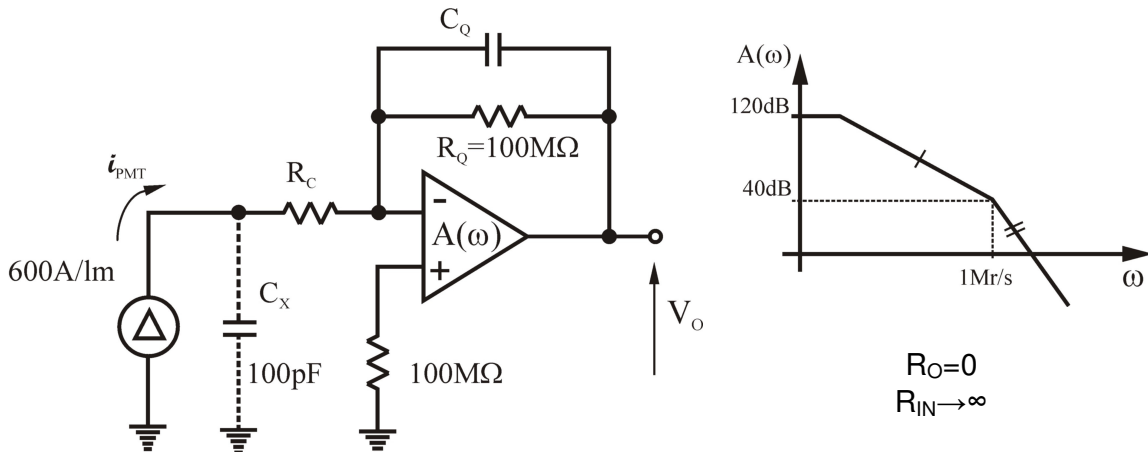 C_Q
R_Q=100MΩ
i_PMT
R_C
600A/lm
C_X
100pF
-
A(ω)
+
100MΩ
V_O
A(ω)
120dB
40dB
1Mr/s
ω
R_O=0
R_IN→∞